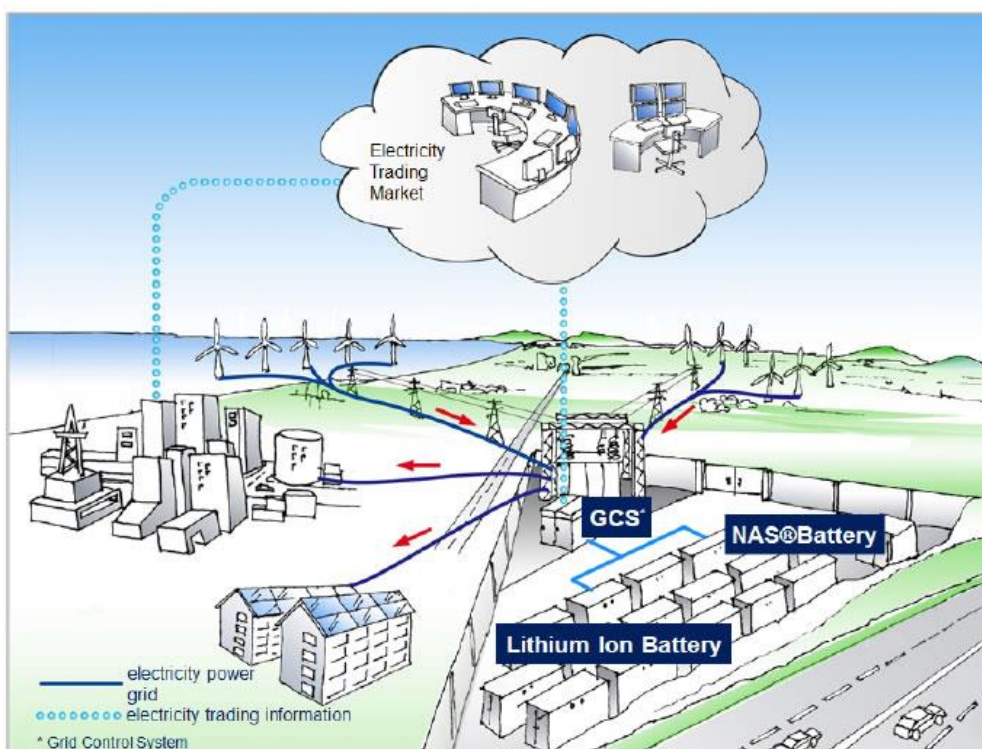 Electricity
Trading
Market
GCS*
NAS®Battery
Lithium Ion Battery
electricity power
grid
electricity trading information
* Grid Control System